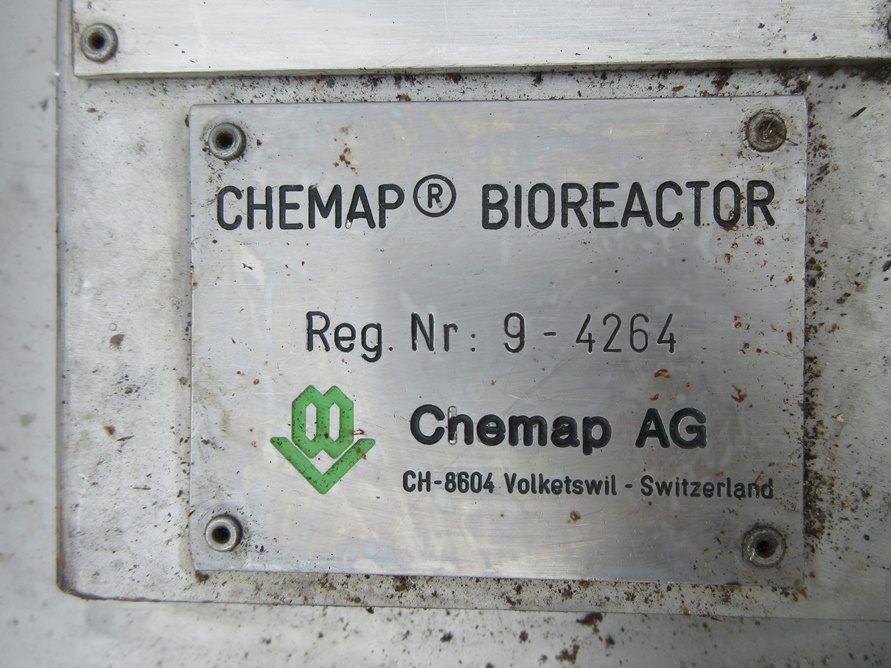 CHEMAP® BIOREACTOR
Reg. Nr: 9 - 4264
Chemap AG
CH-8604 Volketswil - Switzerland